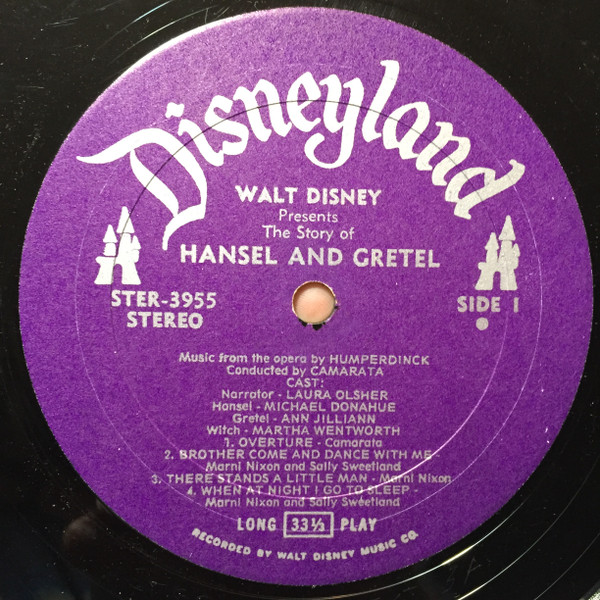 Disneyland
WALT DISNEY
Presents
The Story of
HANSEL AND GRETEL
STER-3955
STEREO
SIDE 1
Music from the opera by HUMPERDINCK
Conducted by CAMARATA
CAST:
Narrator - LAURA OLSHER
Hansel - MICHAEL DONAHUE
Gretel - ANN JILLIANN
Witch - MARTHA WENTWORTH
1. OVERTURE - Camarata
2. BROTHER COME AND DANCE WITH ME -
Marni Nixon and Sally Sweetland
3. THERE STANDS A LITTLE MAN - Marni Nixon
4. WHEN AT NIGHT I GO TO SLEEP -
Marni Nixon and Sally Sweetland
LONG 33⅓ PLAY
RECORDED BY WALT DISNEY MUSIC CO.